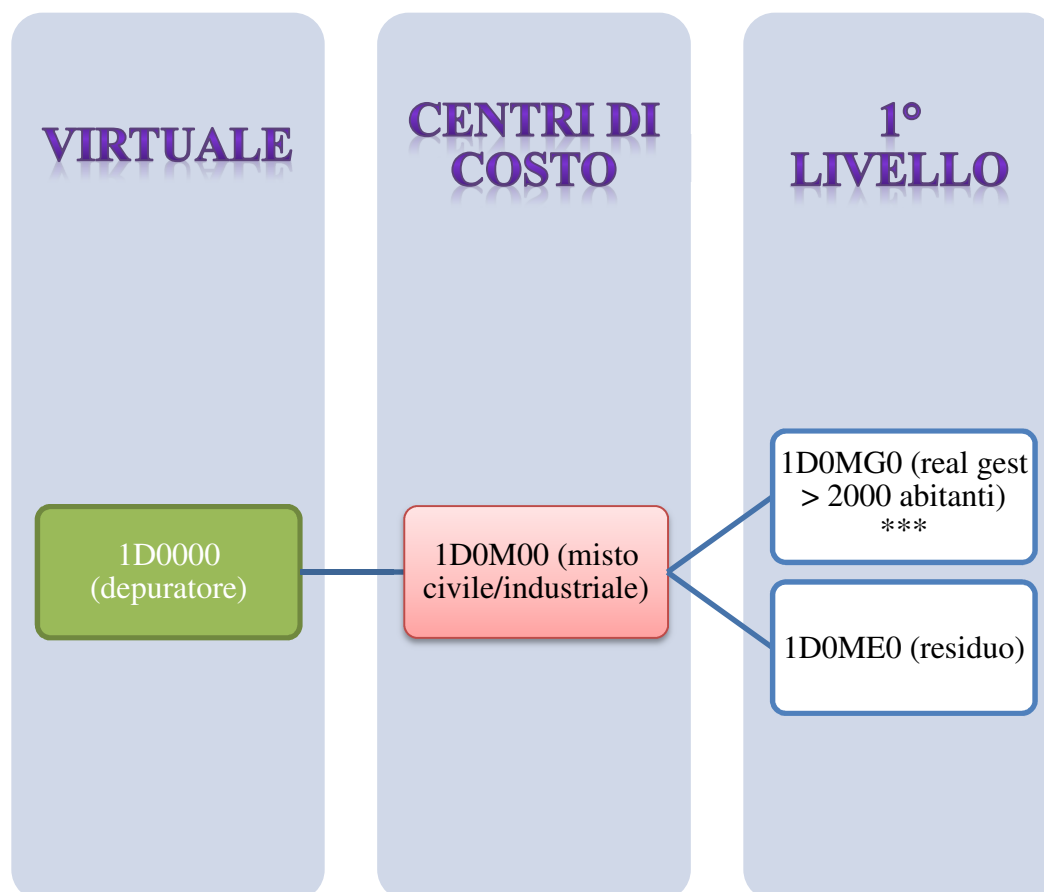 VIRTUALE
CENTRI DI
COSTO
1°
LIVELLO
1D0000
(depuratore)
1D0M00 (misto
civile/industriale)
1D0MG0 (real gest
> 2000 abitanti)
***
1D0ME0 (residuo)